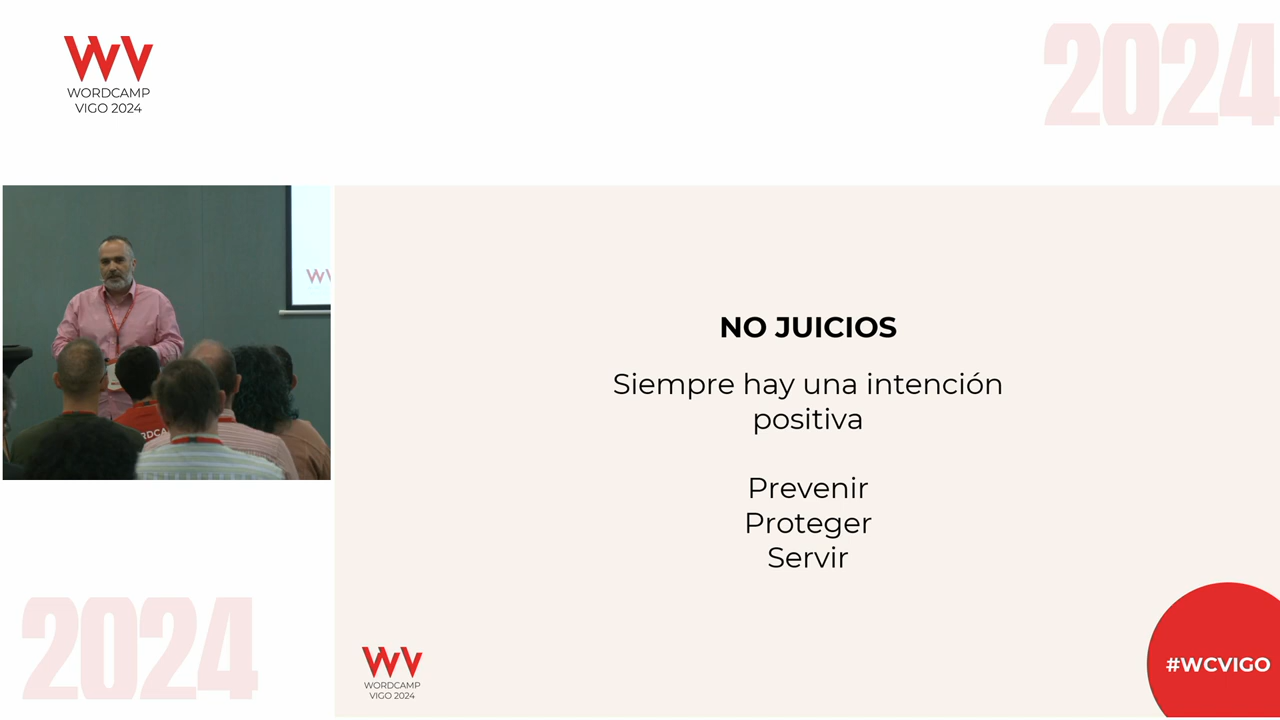 WORDCAMP
VIGO 2024
2024
NO JUICIOS
Siempre hay una intención
positiva
Prevenir
Proteger
Servir
WORDCAMP
VIGO 2024
#WCVIGO
2024